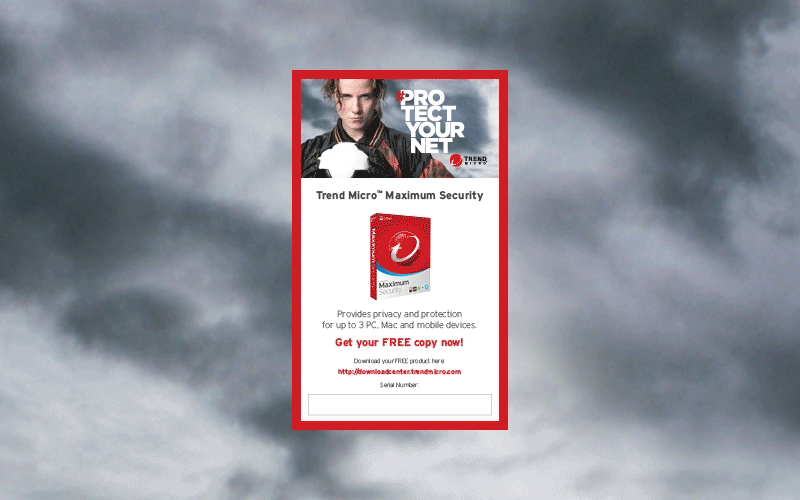 PRO
TECT
YOUR
NET
TREND
MICRO
Trend Micro™ Maximum Security
Maximum
Maximum
Security
Provides privacy and protection
for up to 3 PC, Mac and mobile devices.
Get your FREE copy now!
Download your FREE product here:
http://downloadcenter.trendmicro.com
Serial Number: